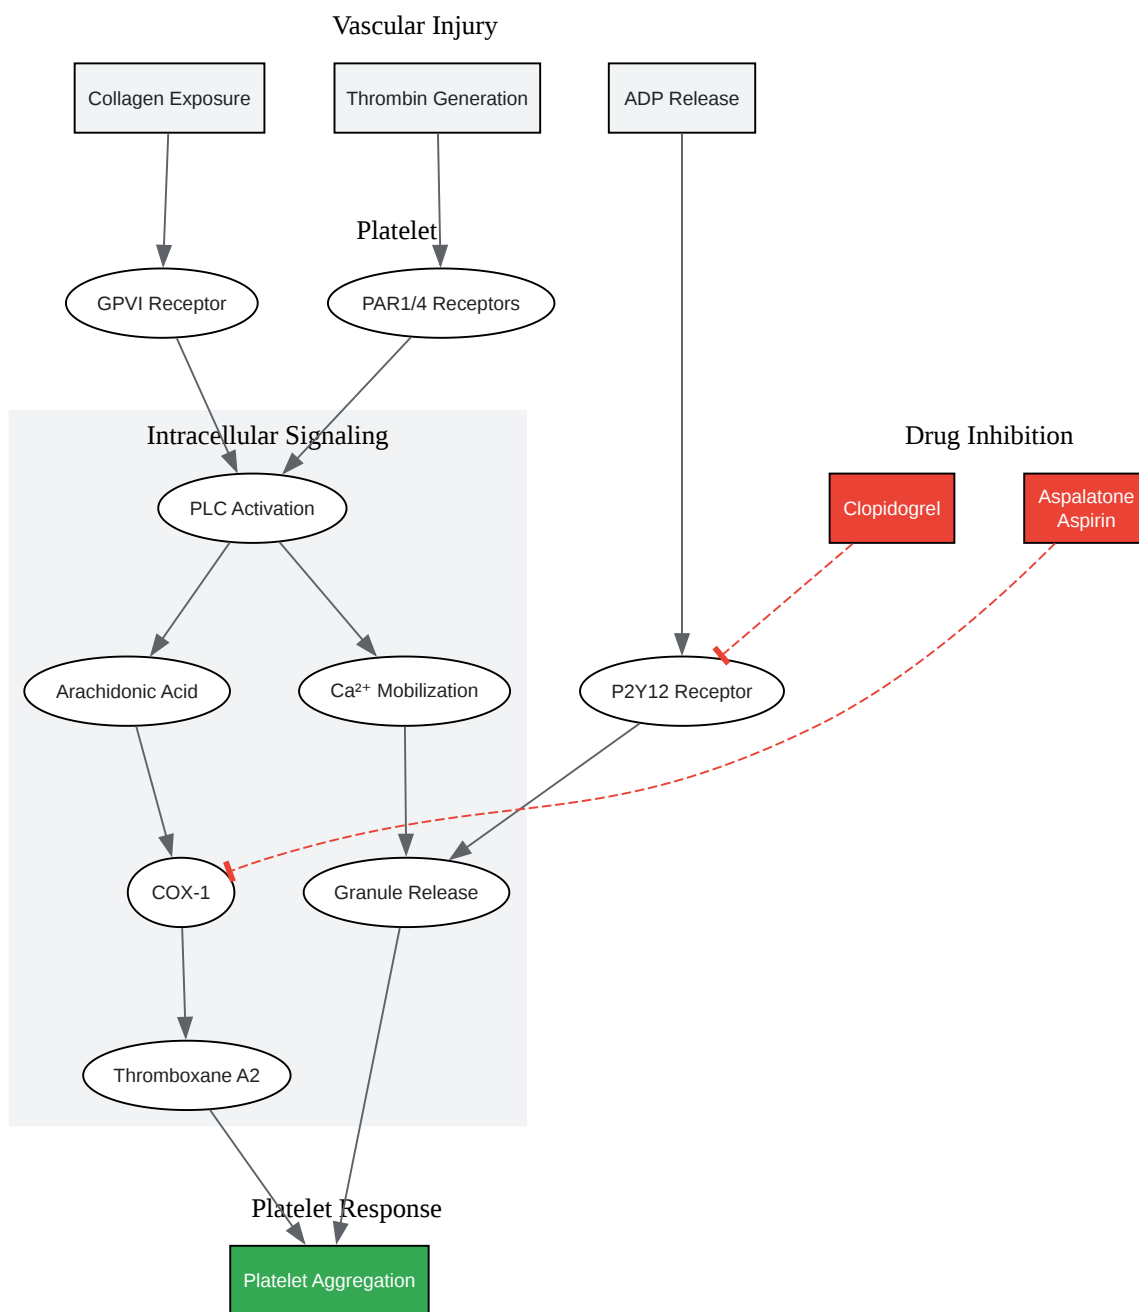 Vascular Injury
Collagen Exposure
Thrombin Generation
ADP Release
Platelet
GPVI Receptor
PAR1/4 Receptors
Intracellular Signaling
Drug Inhibition
PLC Activation
Clopidogrel
Aspalatone
Aspirin
Arachidonic Acid
Ca²⁺ Mobilization
P2Y12 Receptor
COX-1
Granule Release
Thromboxane A2
Platelet Response
Platelet Aggregation